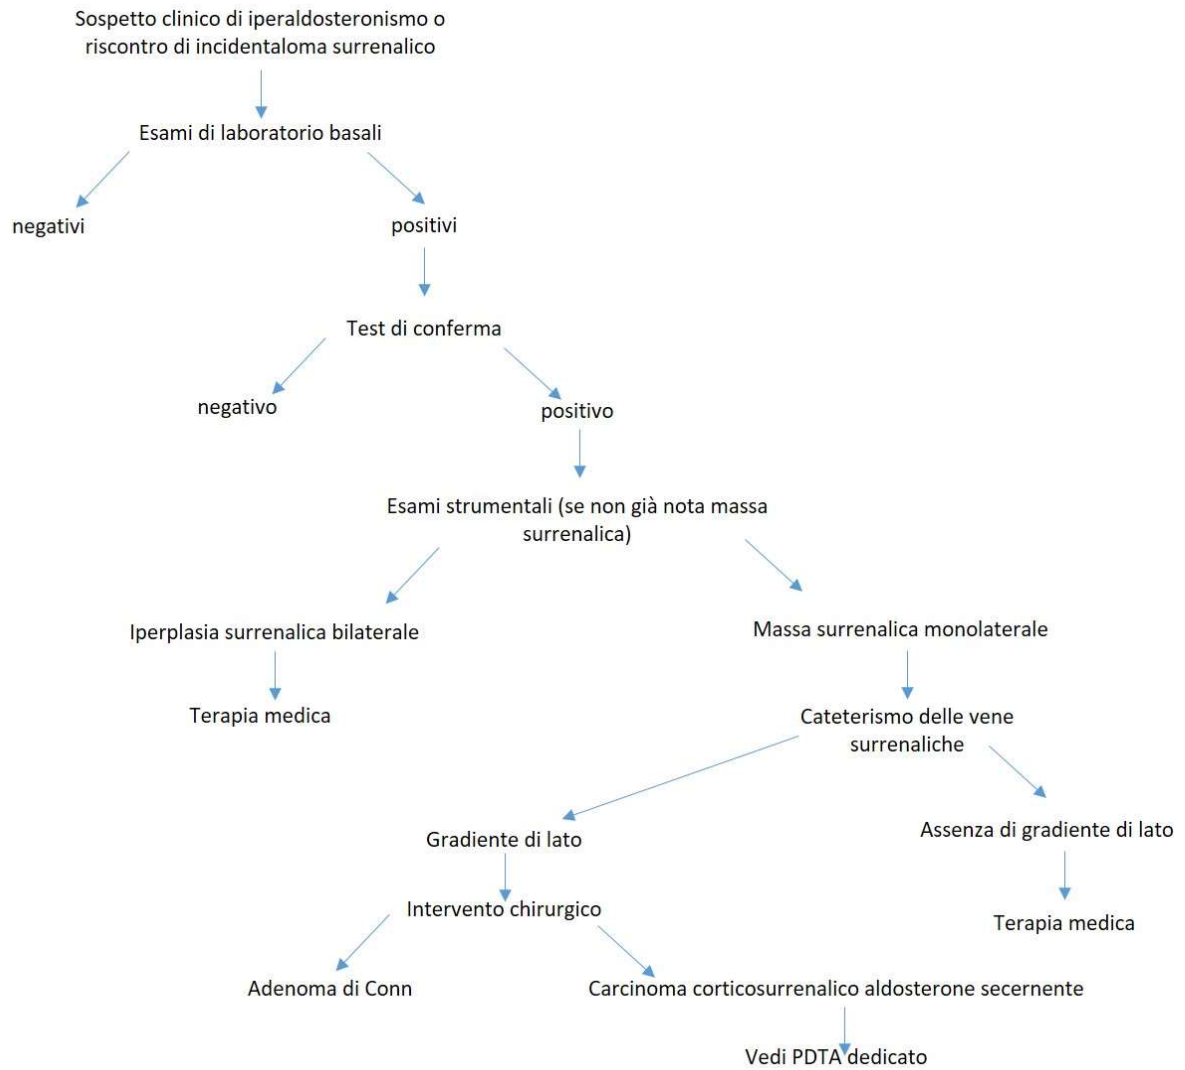 Sospetto clinico di iperaldosteronismo o
riscontro di incidentaloma surrenalico
Esami di laboratorio basali
negativi
positivi
Test di conferma
negativo
positivo
Esami strumentali (se non già nota massa
surrenalica)
Iperplasia surrenalica bilaterale
Massa surrenalica monolaterale
Terapia medica
Cateterismo delle vene
surrenaliche
Gradiente di lato
Assenza di gradiente di lato
Intervento chirurgico
Terapia medica
Adenoma di Conn
Carcinoma corticosurrenalico aldosterone secernente
Vedi PDTA dedicato